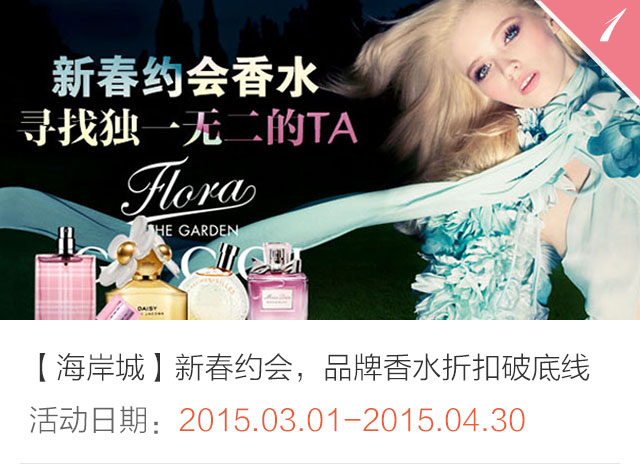 1
新春约会香水
寻找独一无二的TA
Flora
THE GARDEN
DAISY
Miss Dior
【海岸城】新春约会，品牌香水折扣破底线
活动日期：2015.03.01-2015.04.30